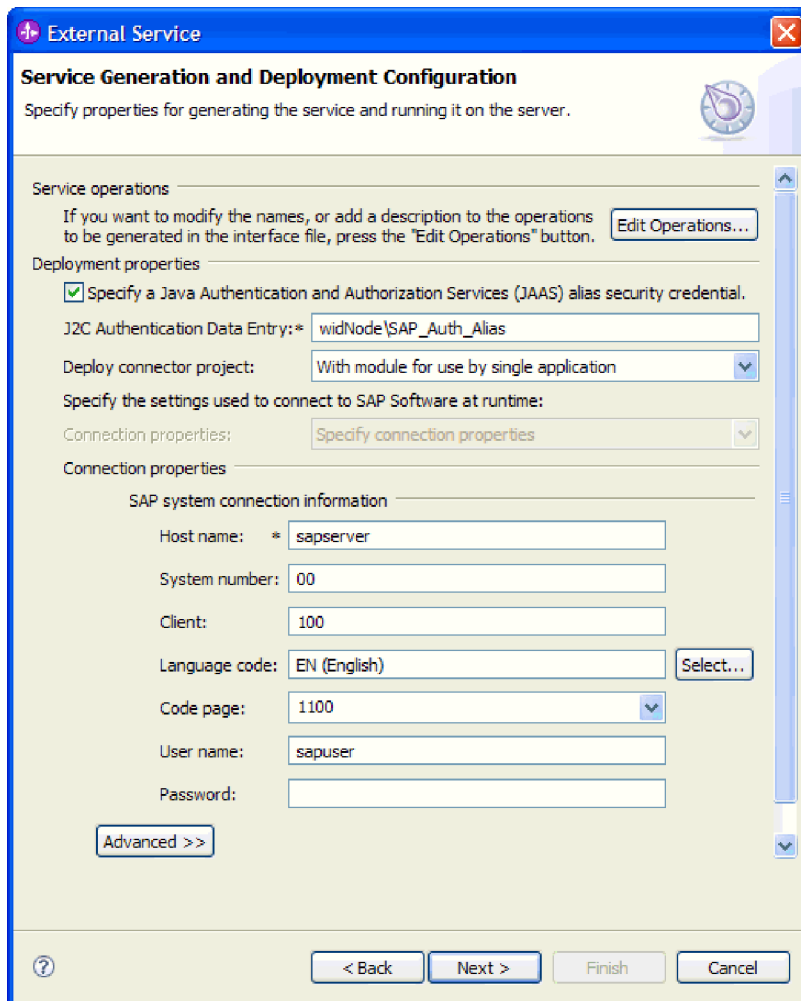 External Service
Service Generation and Deployment Configuration
Specify properties for generating the service and running it on the server.
Service operations
If you want to modify the names, or add a description to the operations
to be generated in the interface file, press the "Edit Operations" button.
Edit Operations...
Deployment properties
Specify a Java Authentication and Authorization Services (JAAS) alias security credential.
J2C Authentication Data Entry:* widNode\SAP_Auth_Alias
Deploy connector project: With module for use by single application
Specify the settings used to connect to SAP Software at runtime:
Connection properties: Specify connection properties
Connection properties
SAP system connection information
Host name: * sapserver
System number: 00
Client: 100
Language code: EN (English) Select...
Code page: 1100
User name: sapuser
Password:
Advanced >>
? < Back Next > Finish Cancel